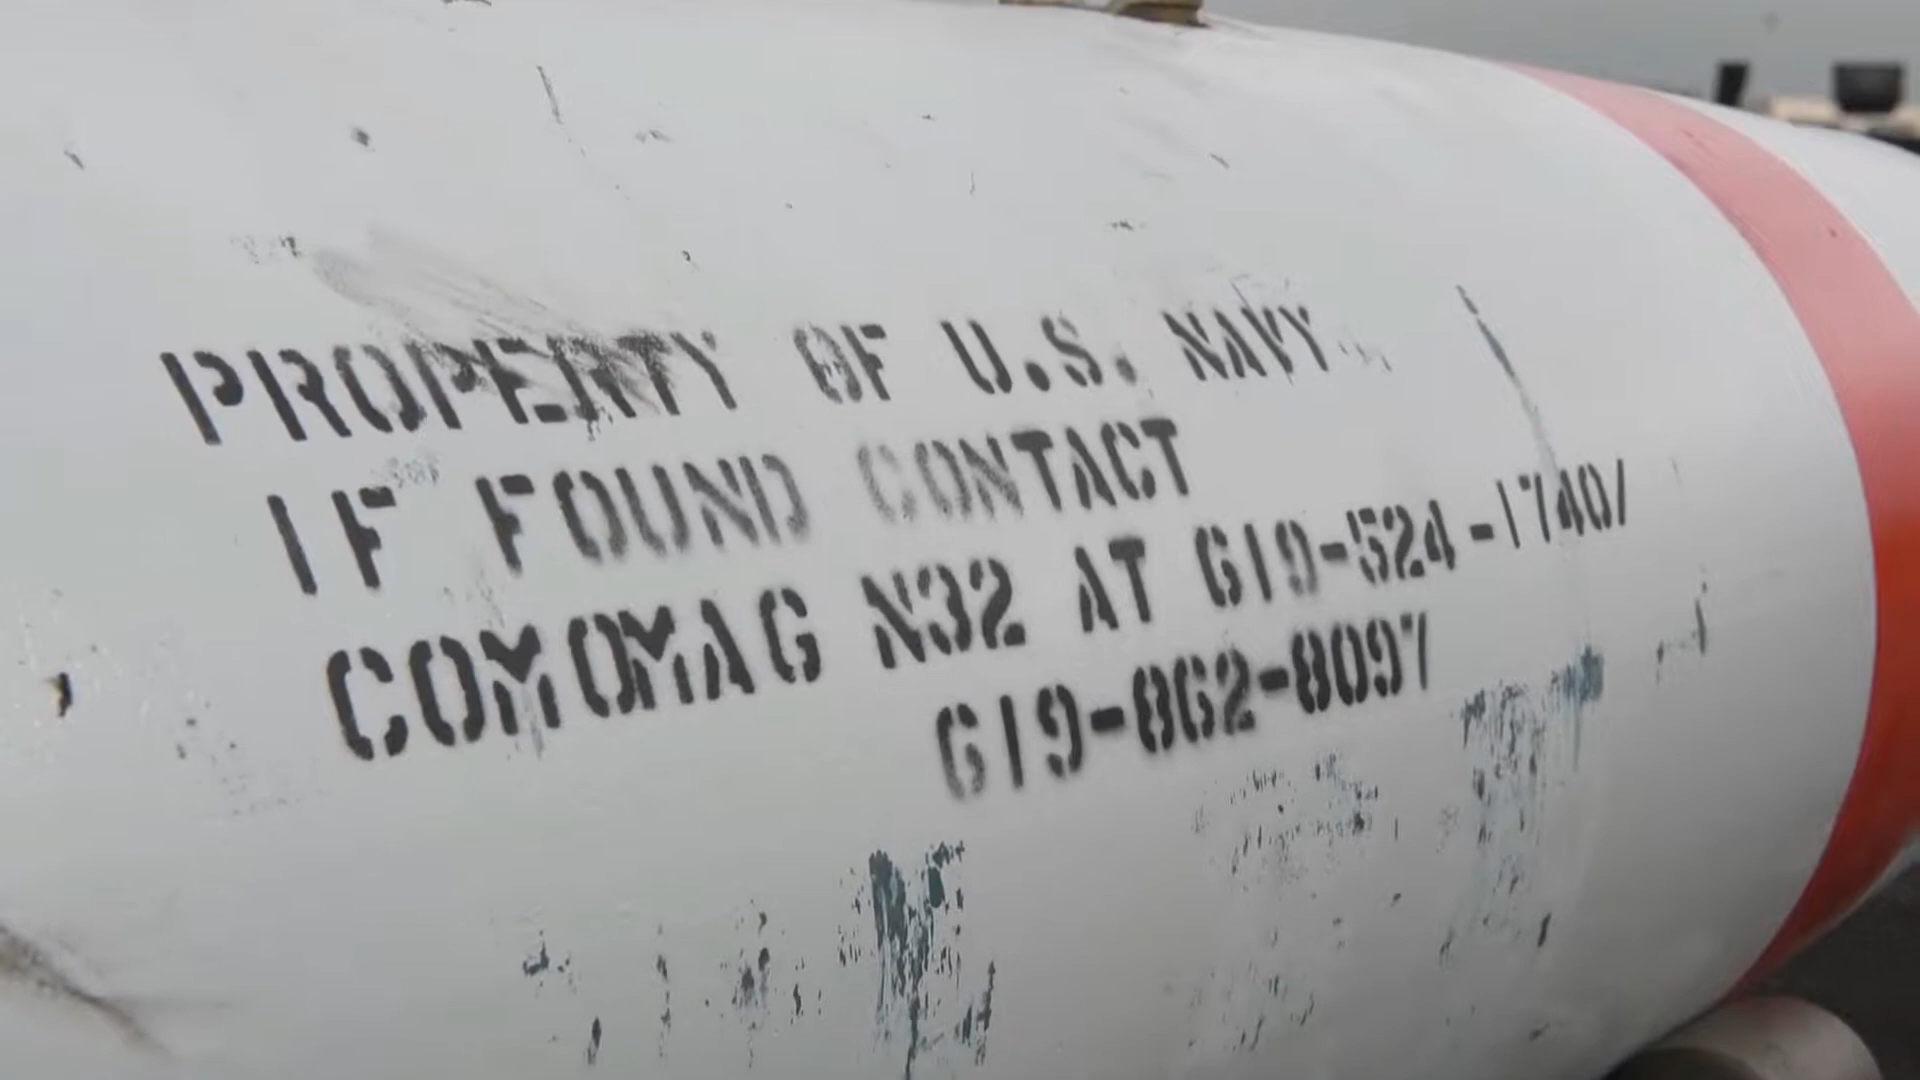 PROPERTY OF U.S. NAVY
IF FOUND CONTACT
COMOMAG N32 AT 619-524-1740/
619-862-8097